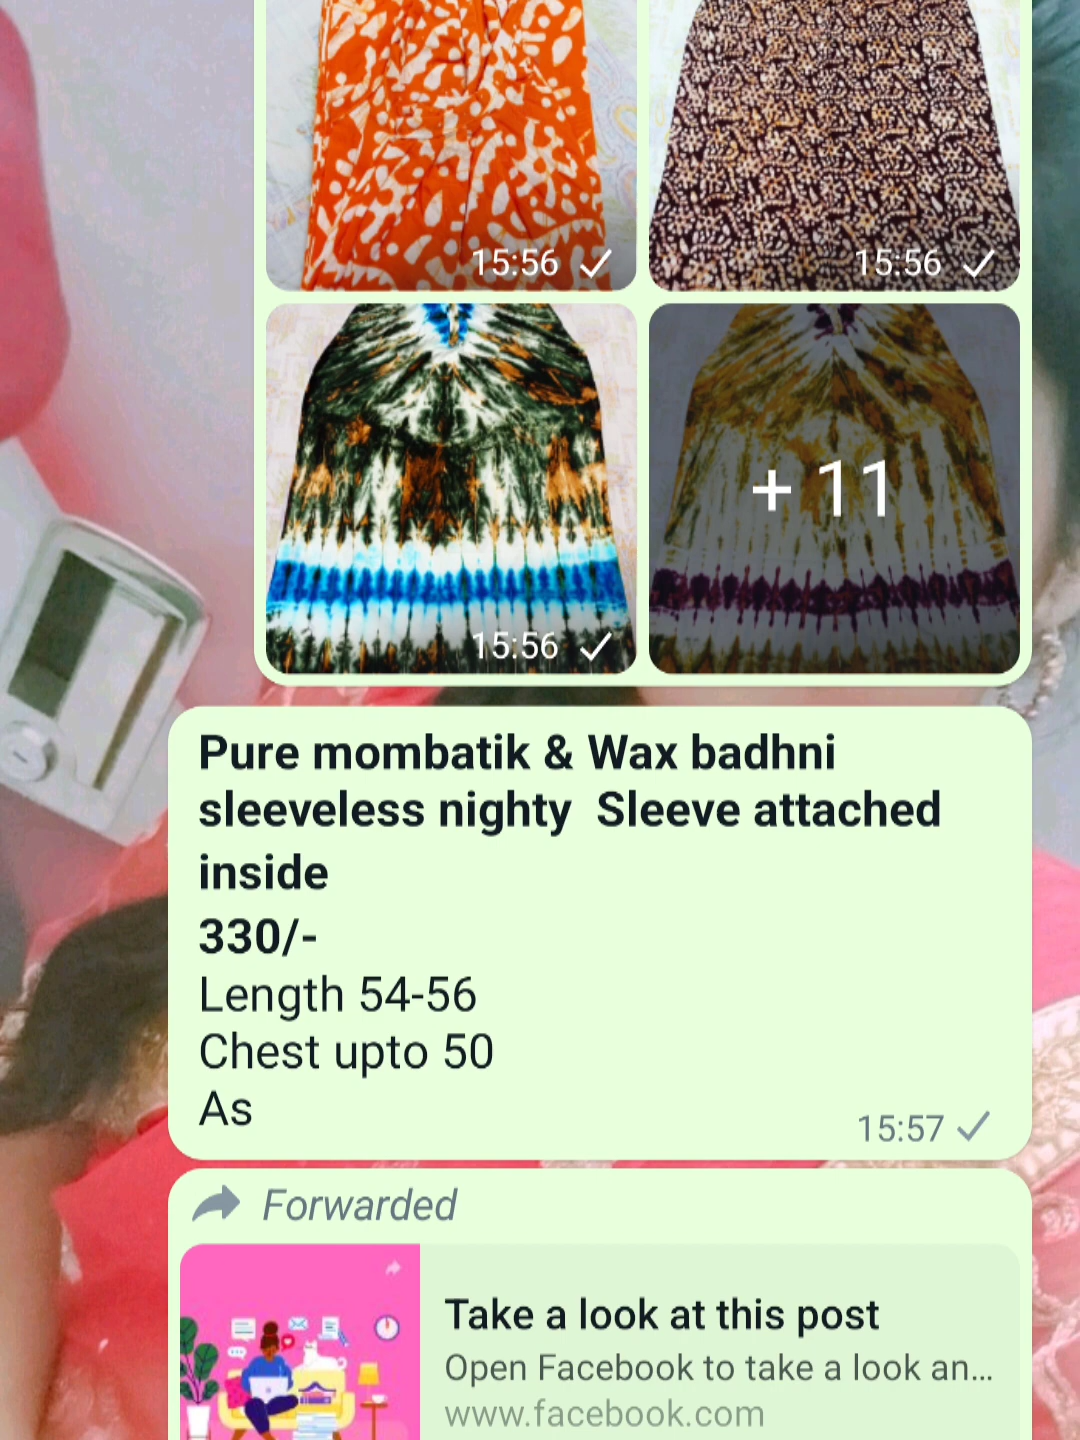 15:56
15:56
15:56
+ 11
Pure mombatik & Wax badhni
sleeveless nighty  Sleeve attached
inside
330/-
Length 54-56
Chest upto 50
As
15:57
Forwarded
Take a look at this post
Open Facebook to take a look an...
www.facebook.com